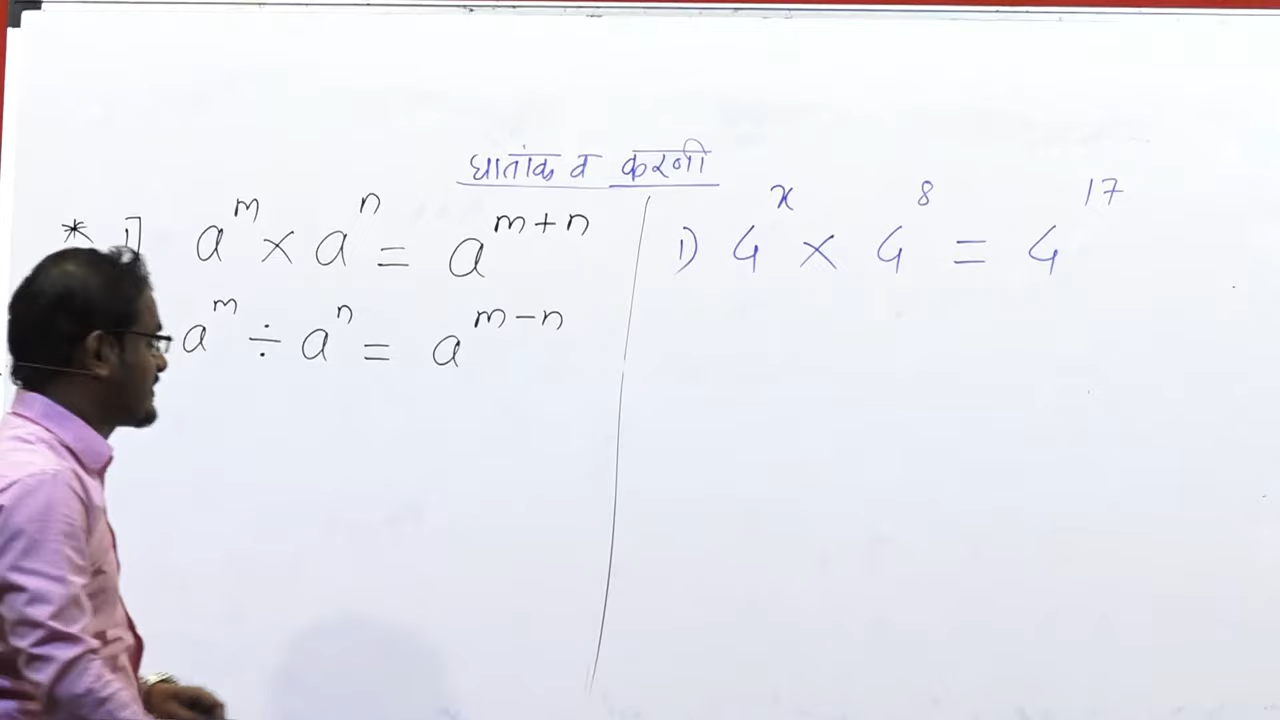 घातांक व करणी
* 1] a^m × a^n = a^(m+n)
a^m ÷ a^n = a^(m-n)
1) 4^x × 4^8 = 4^17